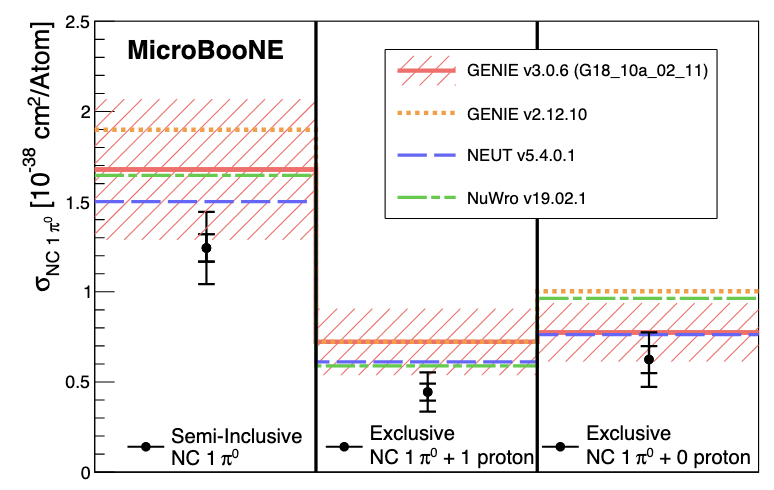 MicroBooNE
GENIE v3.0.6 (G18_10a_02_11)
GENIE v2.12.10
NEUT v5.4.0.1
NuWro v19.02.1
σNC 1 π⁰ [10⁻³⁸ cm²/Atom]
2.5
2
1.5
1
0.5
0
Semi-Inclusive
NC 1 π⁰
Exclusive
NC 1 π⁰ + 1 proton
Exclusive
NC 1 π⁰ + 0 proton